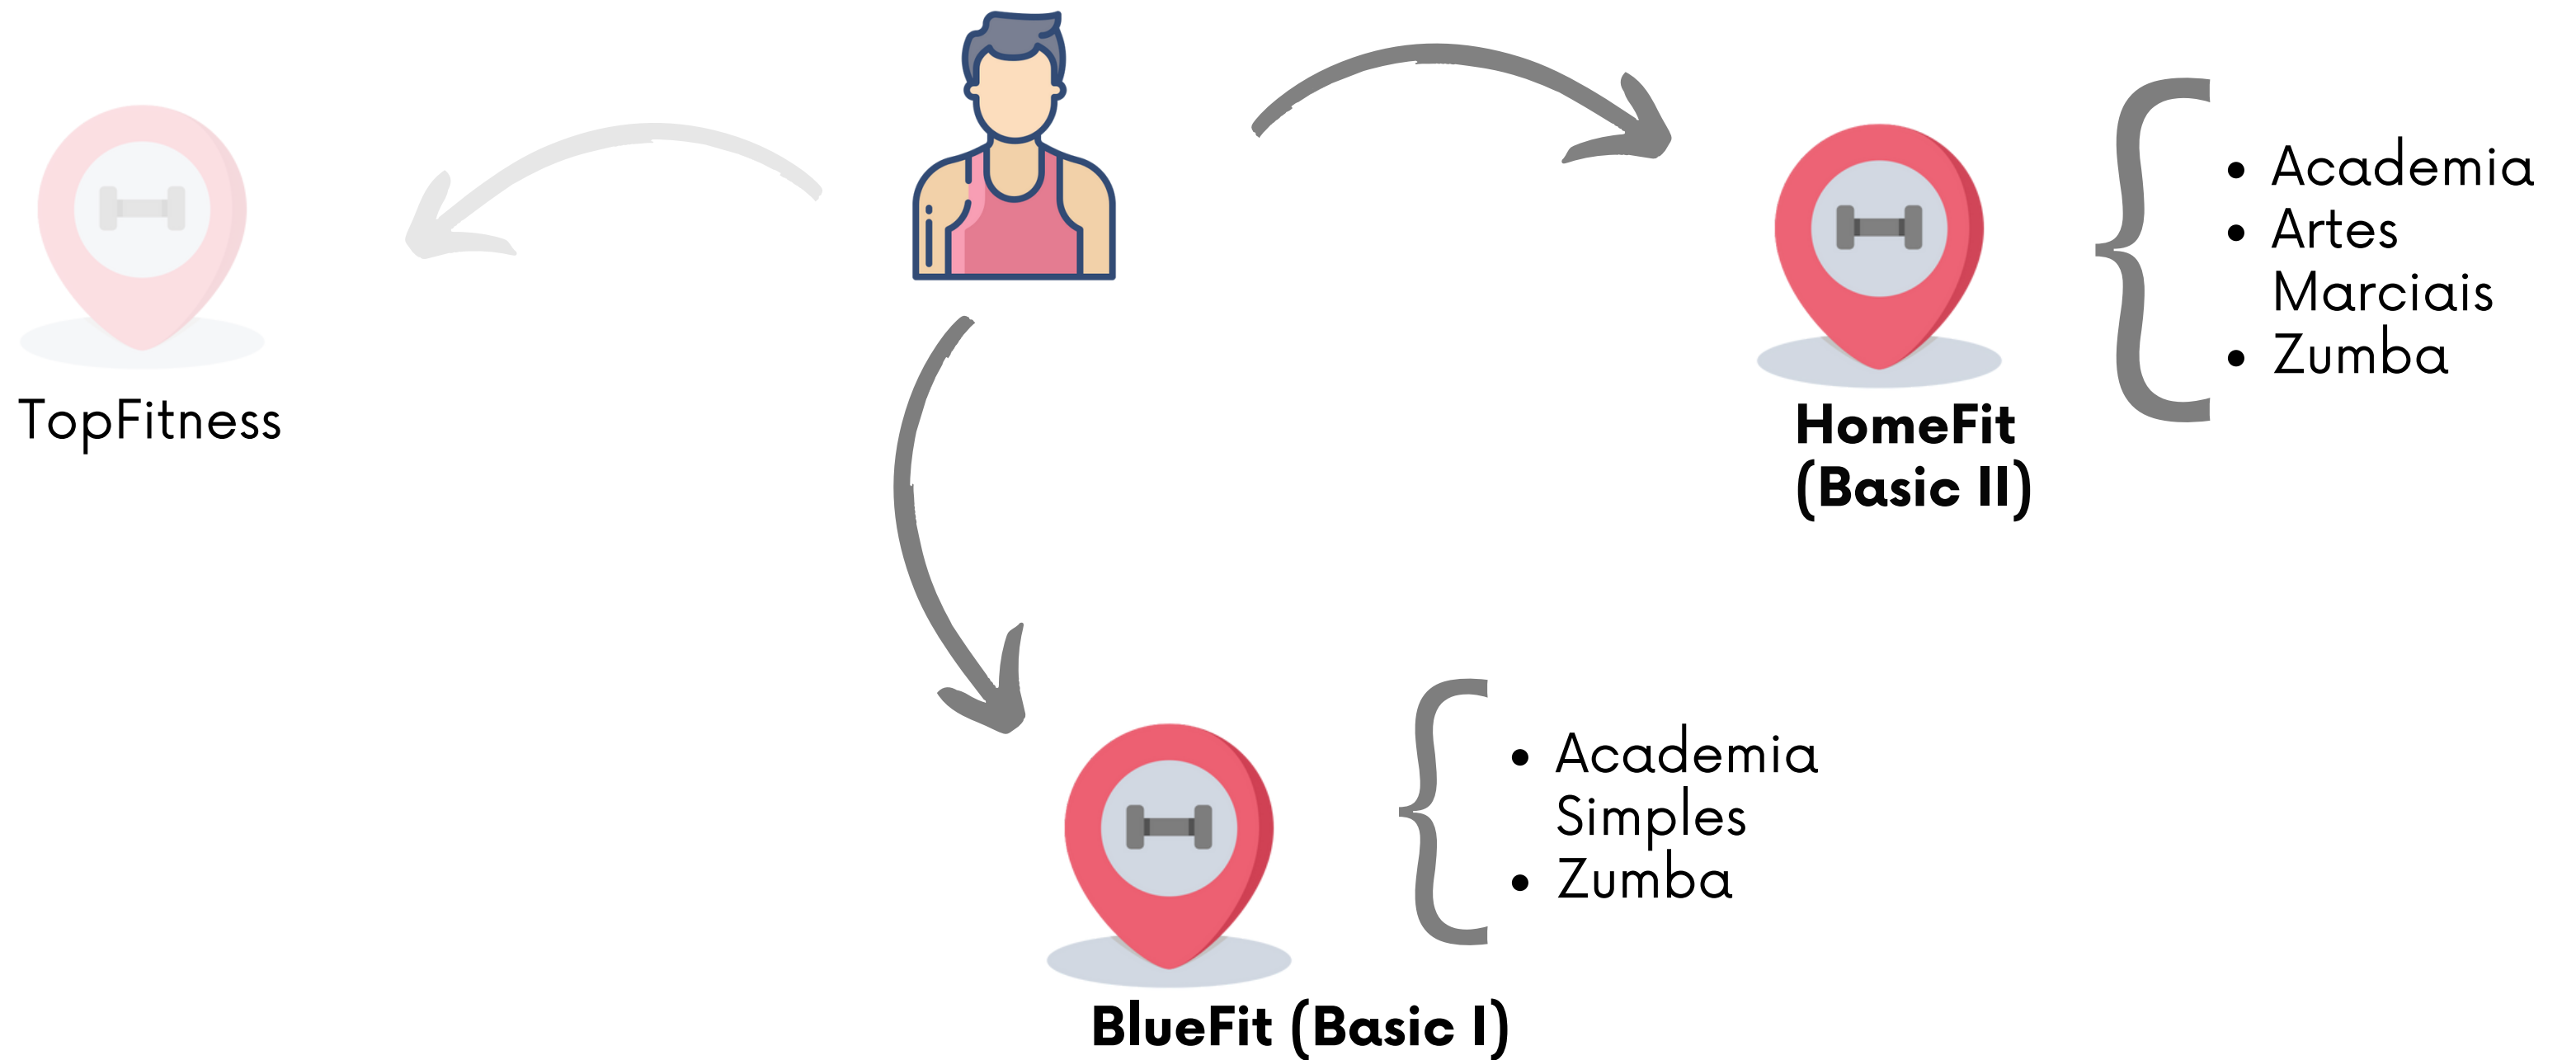 TopFitness
HomeFit
(Basic II)
• Academia
• Artes
Marciais
• Zumba
BlueFit (Basic I)
• Academia
Simples
• Zumba